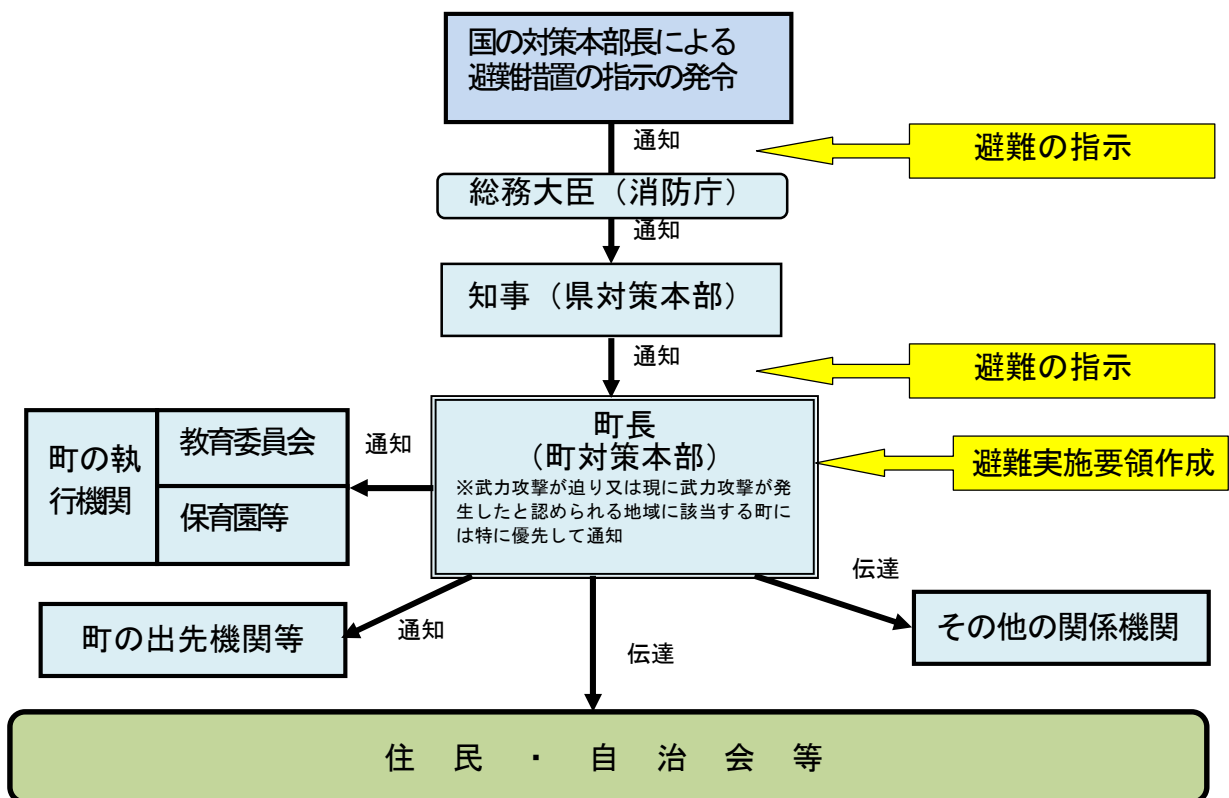 国の対策本部長による
避難措置の指示の発令
通知
避難の指示
総務大臣（消防庁）
通知
知事（県対策本部）
通知
避難の指示
町長
（町対策本部）
※武力攻撃が迫り又は現に武力攻撃が発
生したと認められる地域に該当する町に
は特に優先して通知
避難実施要領作成
通知
町の執
行機関
教育委員会
保育園等
町の出先機関等
通知
伝達
伝達
その他の関係機関
住民・自治会等